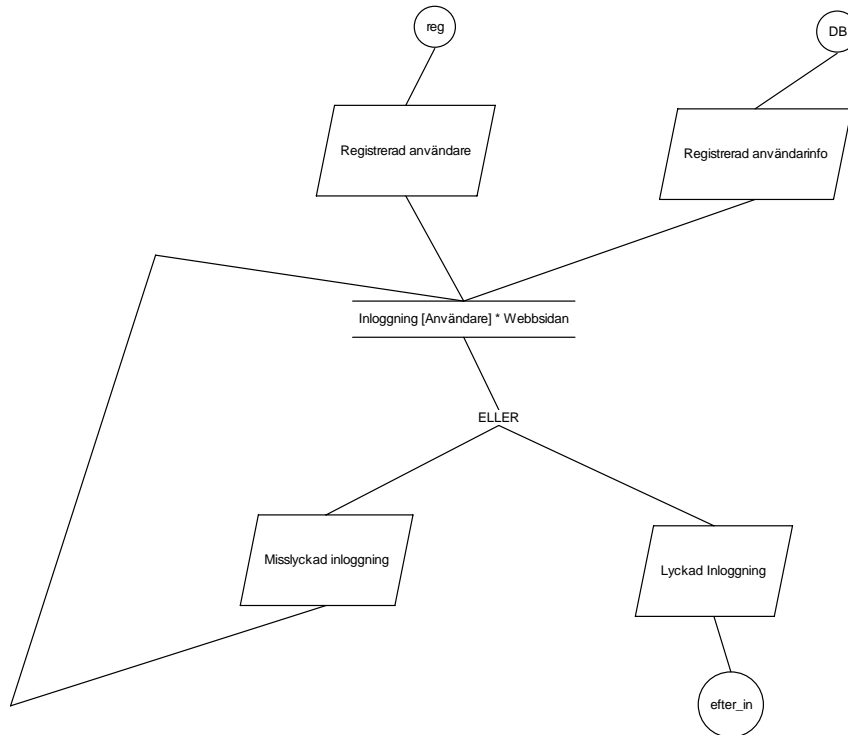 reg
DB
Registrerad användare
Registrerad användarinfo
Inloggning [Användare] * Webbsidan
ELLER
Misslyckad inloggning
Lyckad Inloggning
efter_in